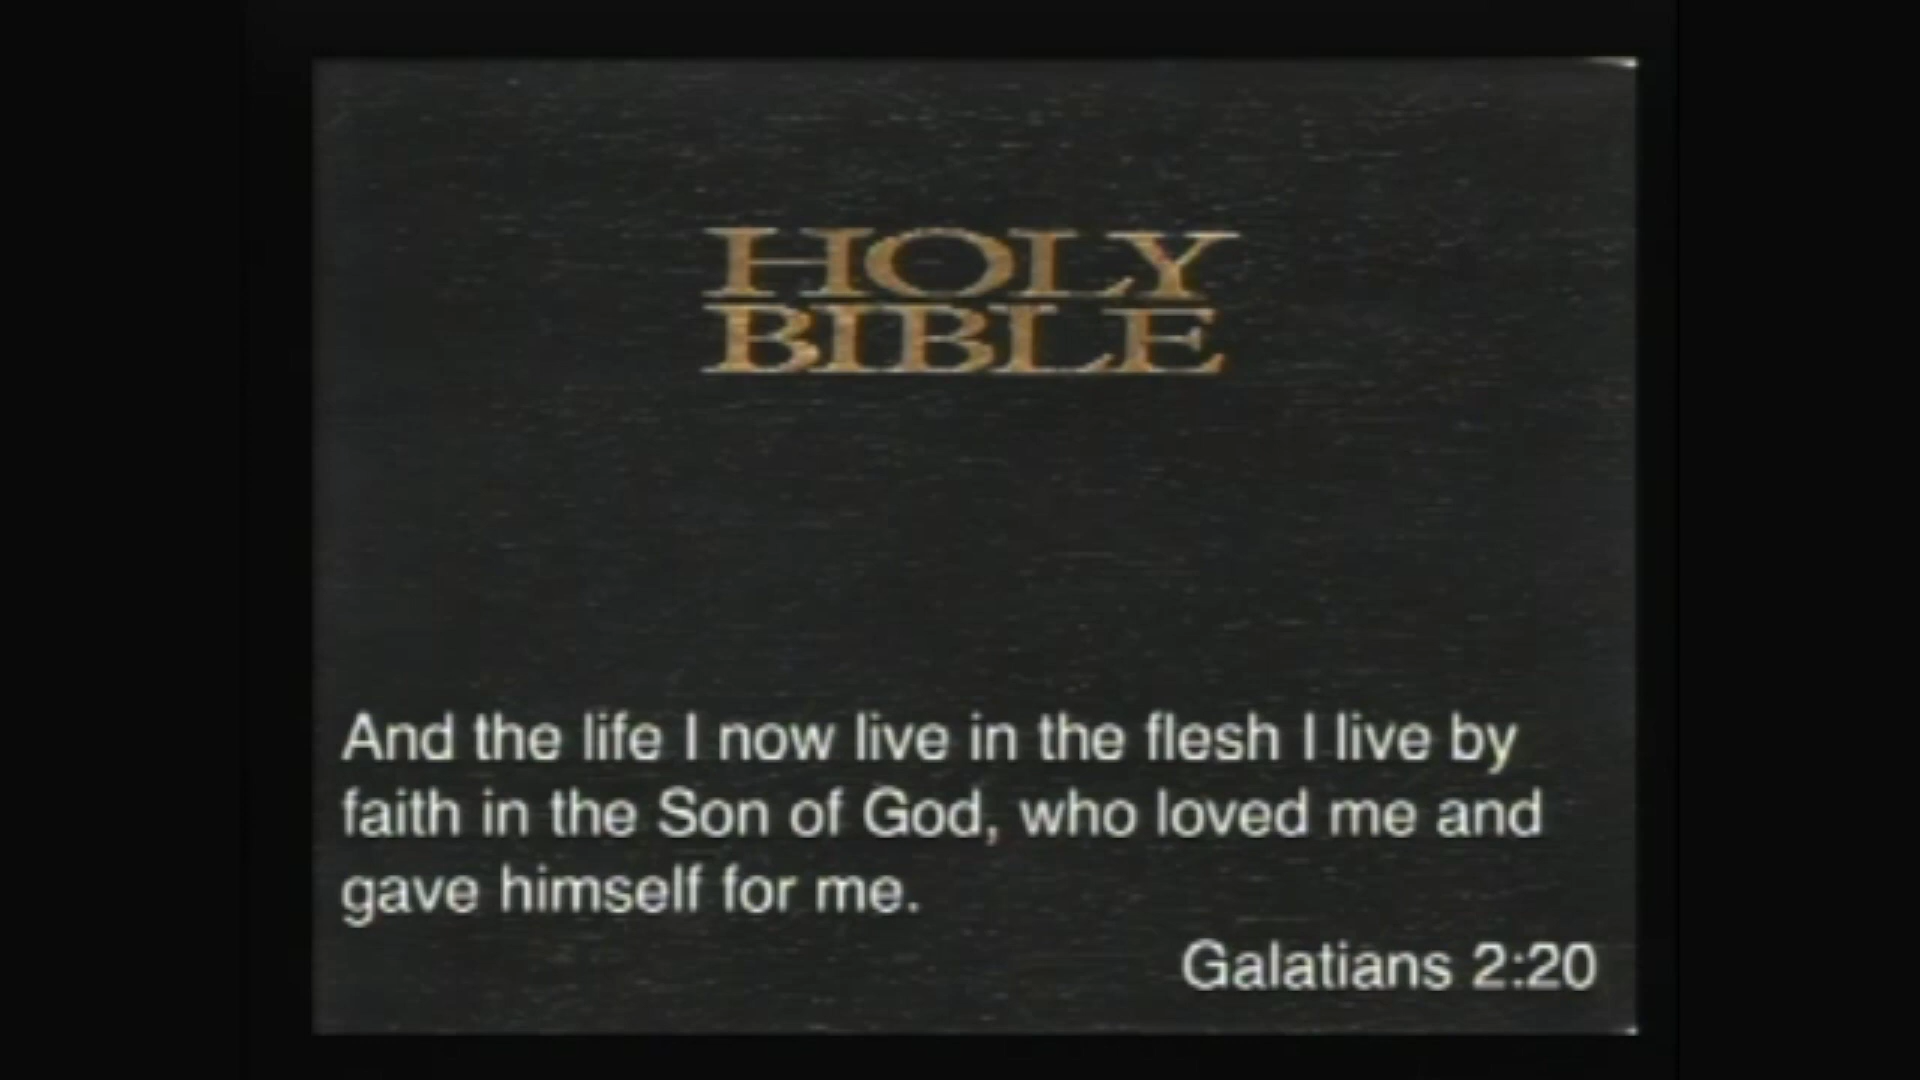 HOLY
BIBLE
And the life I now live in the flesh I live by
faith in the Son of God, who loved me and
gave himself for me.
Galatians 2:20